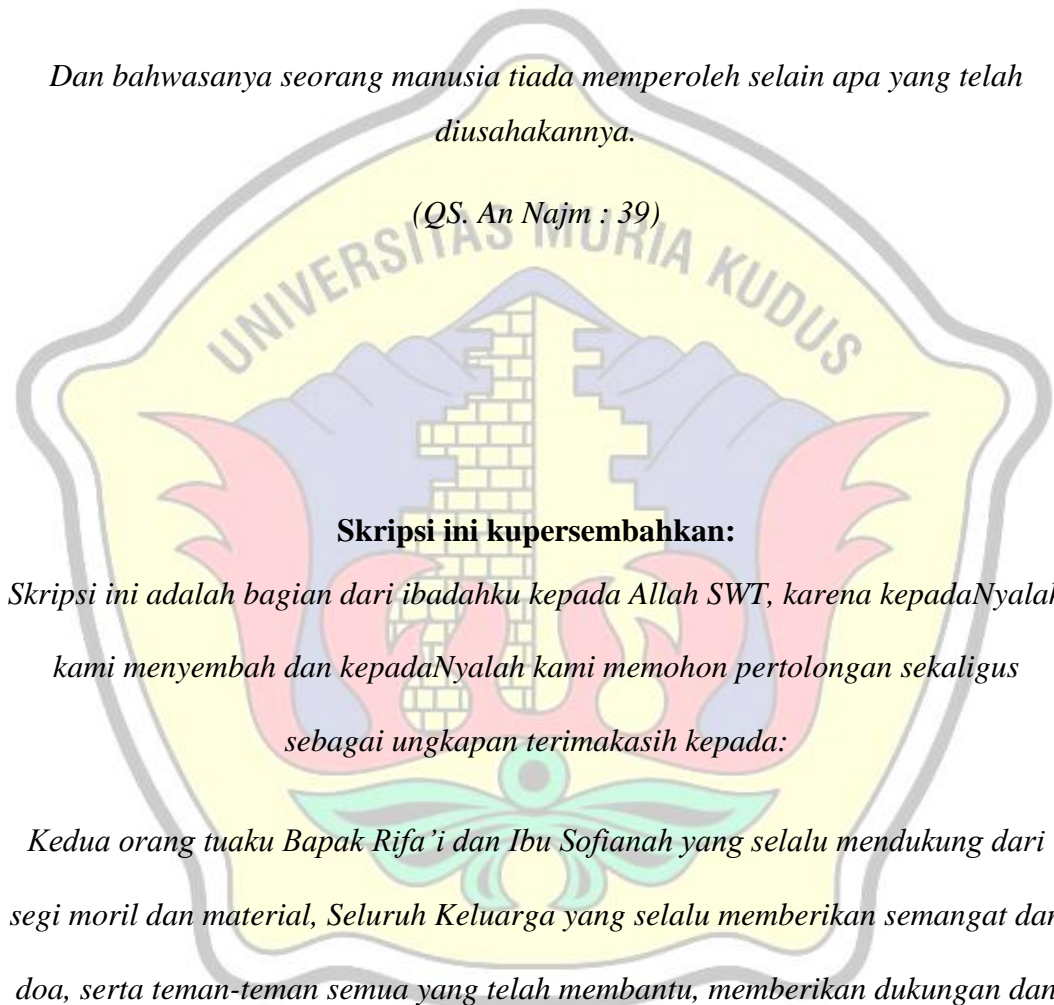 Dan bahwasanya seorang manusia tiada memperoleh selain apa yang telah
diusahakannya.
(QS. An Najm : 39)
UNIVERSITAS MURIA KUDUS
Skripsi ini kupersembahkan:
Skripsi ini adalah bagian dari ibadahku kepada Allah SWT, karena kepadaNyalah
kami menyembah dan kepadaNyalah kami memohon pertolongan sekaligus
sebagai ungkapan terimakasih kepada:
Kedua orang tuaku Bapak Rifa’i dan Ibu Sofianah yang selalu mendukung dari
segi moril dan material, Seluruh Keluarga yang selalu memberikan semangat dan
doa, serta teman-teman semua yang telah membantu, memberikan dukungan dan